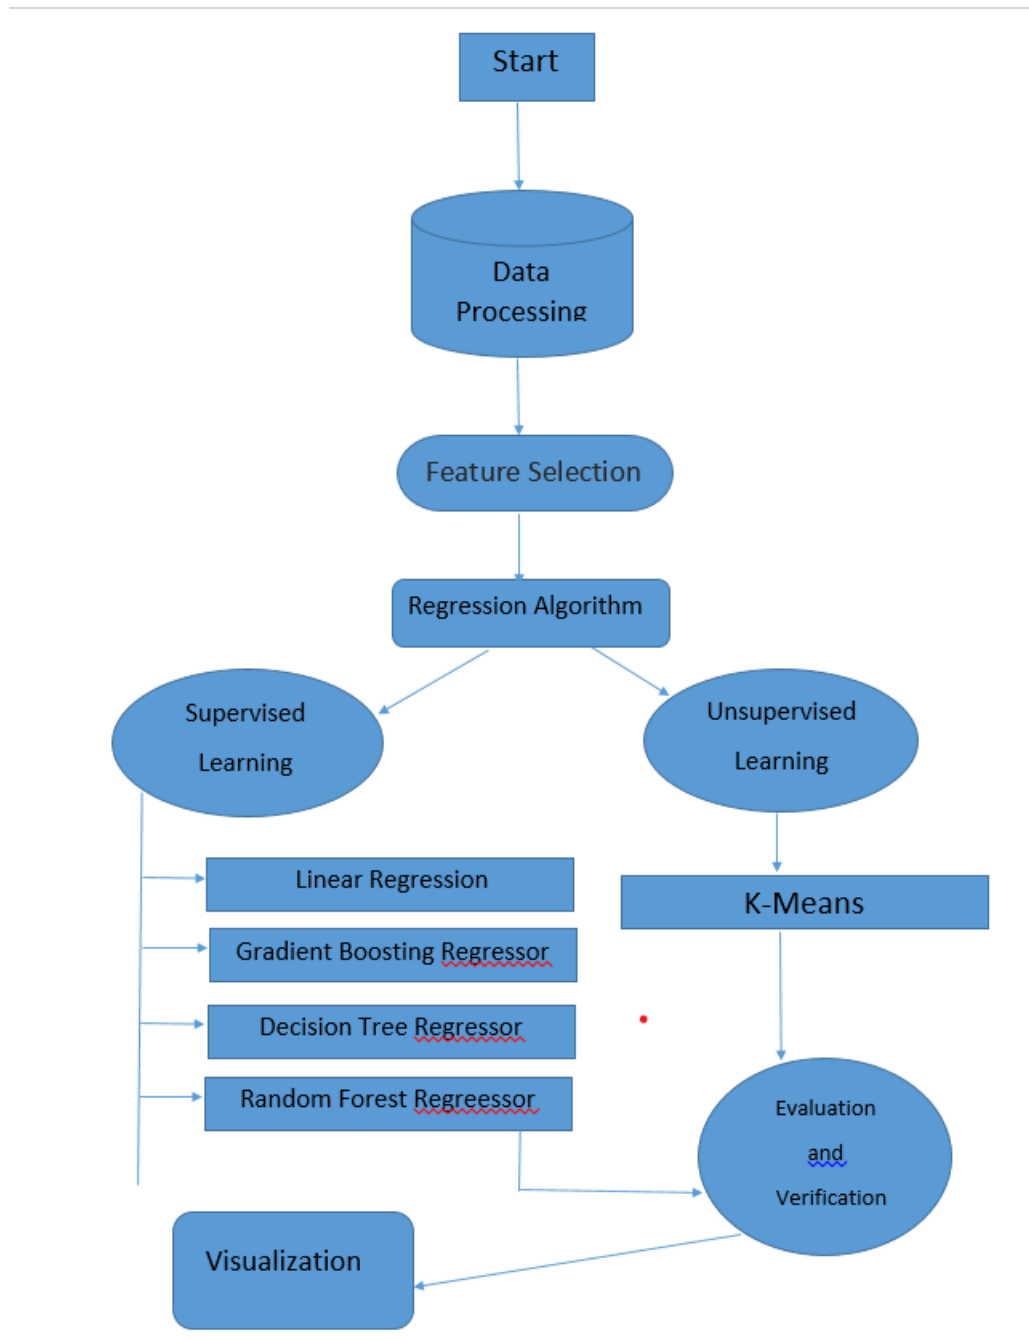 Start
Data
Processing
Feature Selection
Regression Algorithm
Supervised
Learning
Unsupervised
Learning
Linear Regression
Gradient Boosting Regressor
Decision Tree Regressor
Random Forest Regreessor
K-Means
Evaluation
and
Verification
Visualization